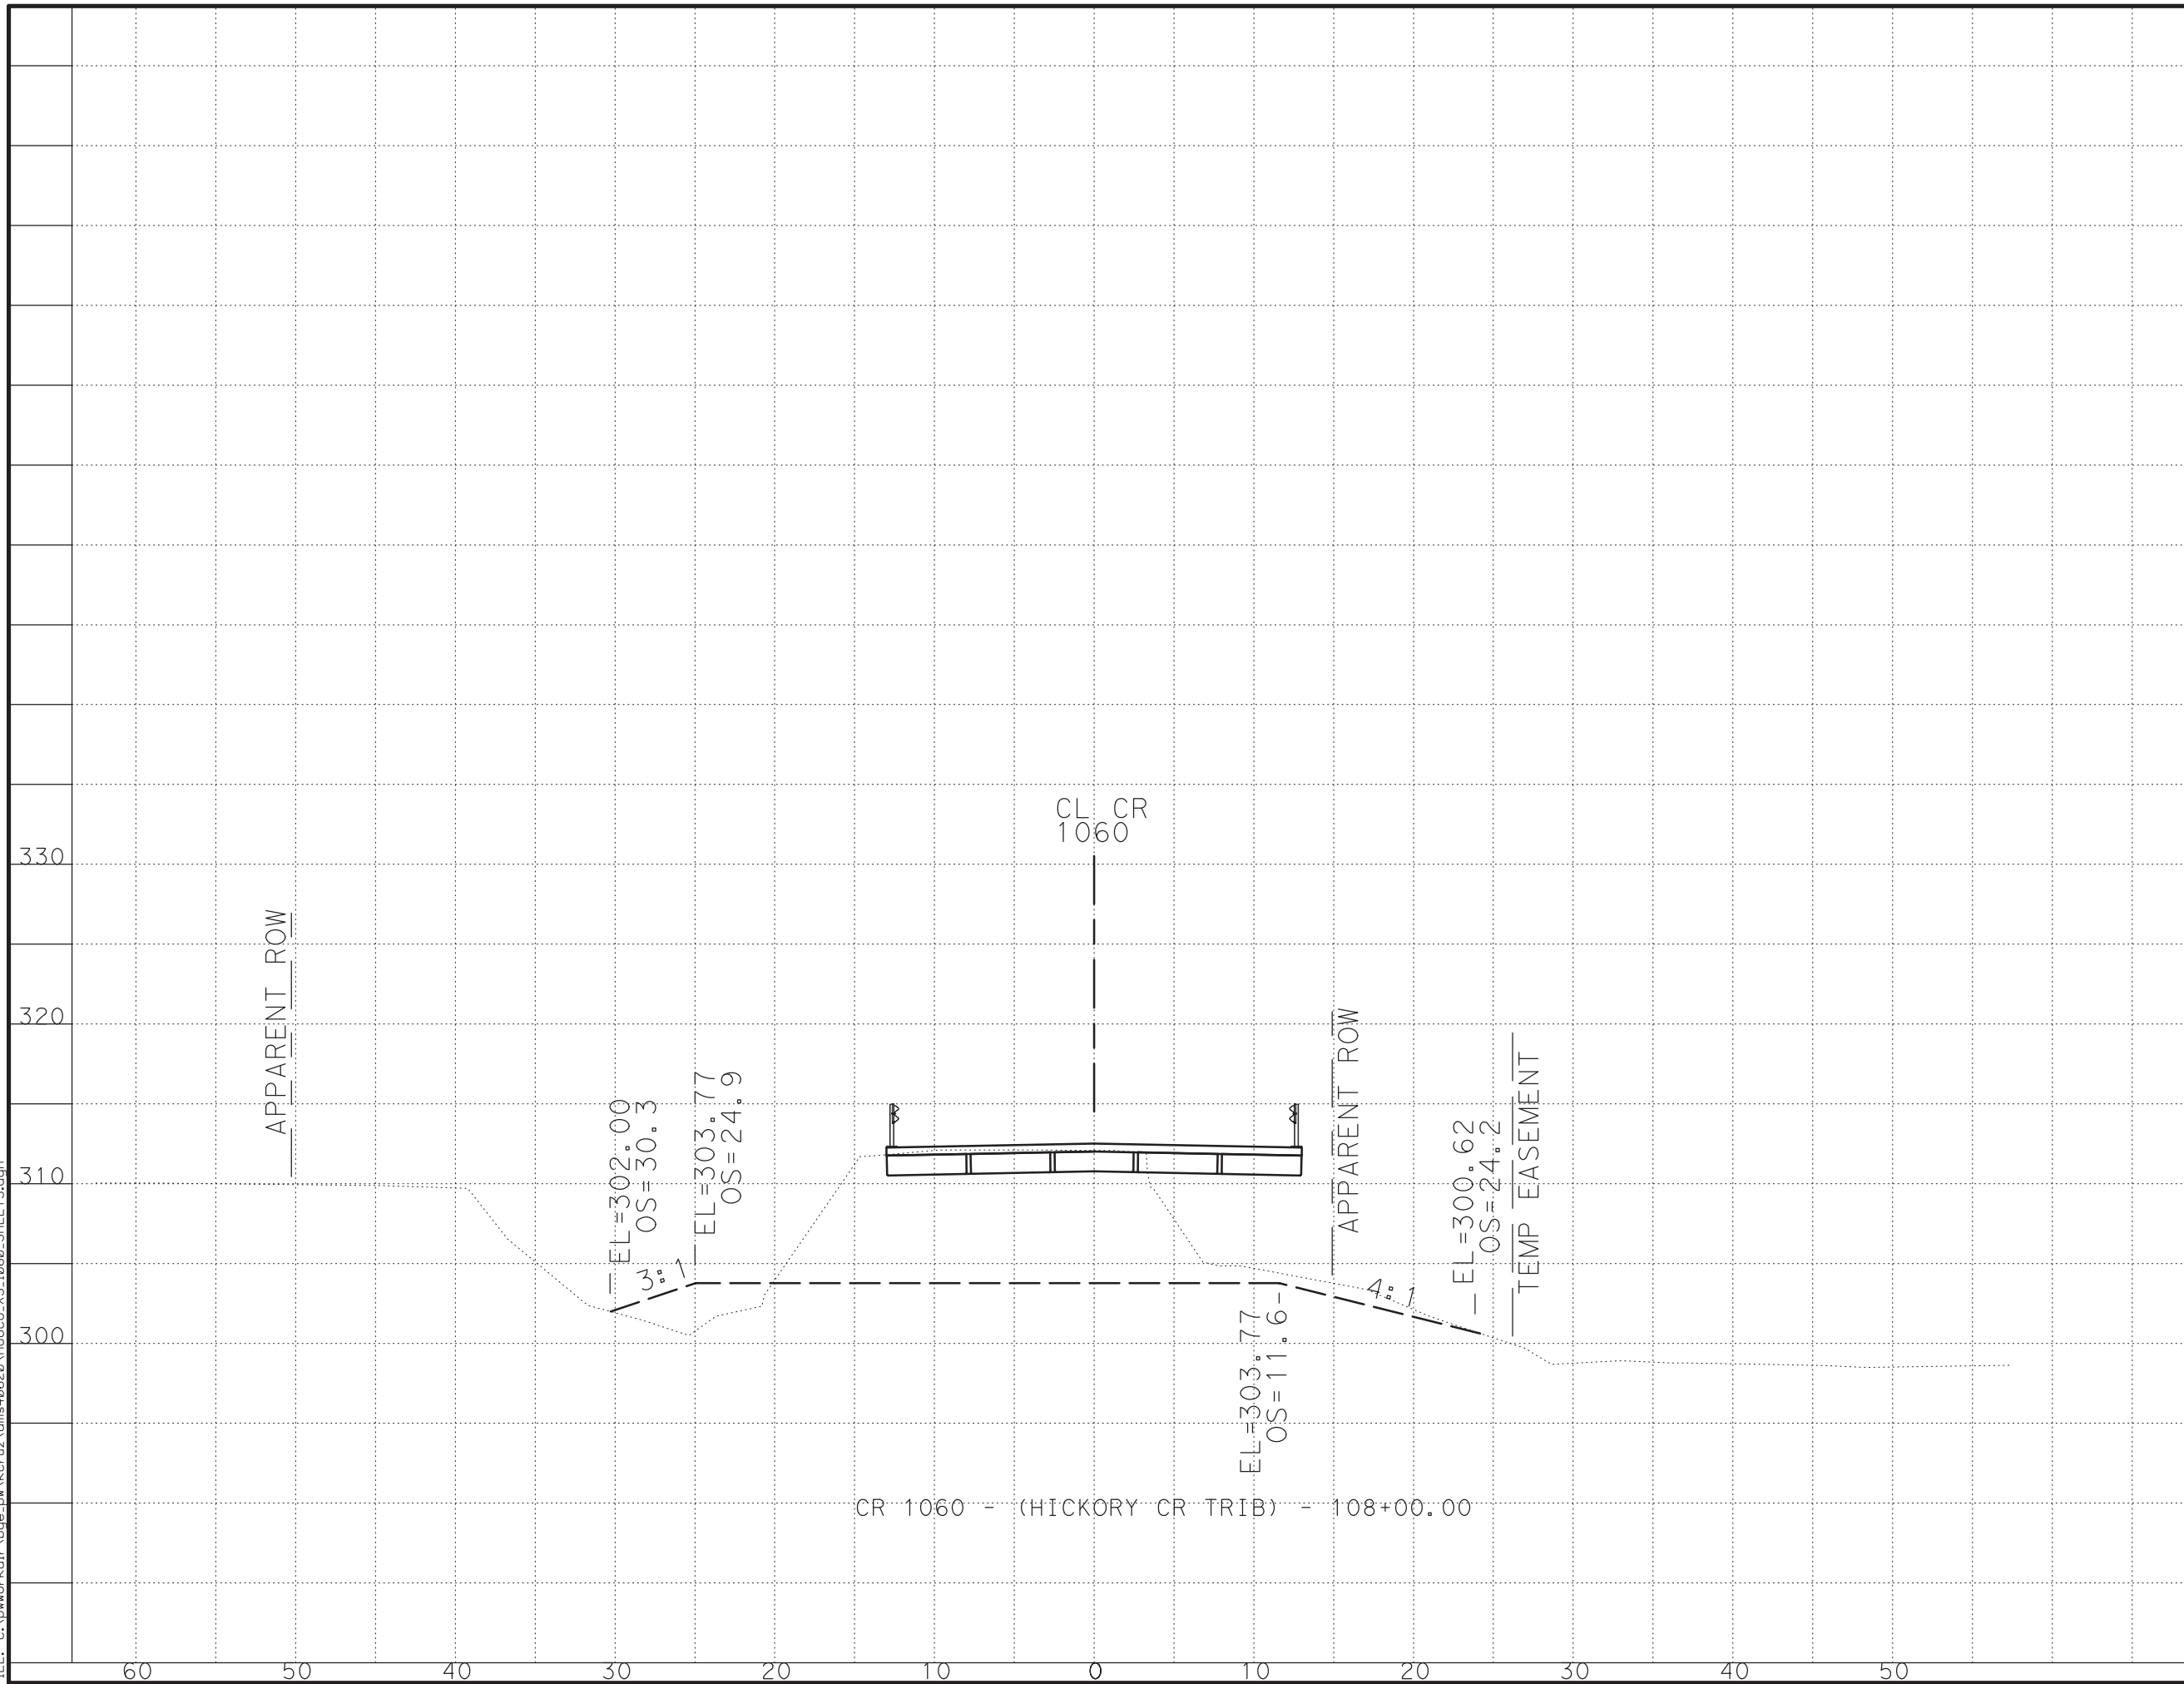 CL CR
1060
330
320
310
300
APPARENT ROW
EL=302.00
OS=30.3
3:1
EL=303.77
OS=24.9
APPARENT ROW
4:1
EL=300.62
OS=24.2
TEMP EASEMENT
EL=303.77
OS=11.6
CR 1060 - (HICKORY CR TRIB) - 108+00.00
60 50 40 30 20 10 0 10 20 30 40 50